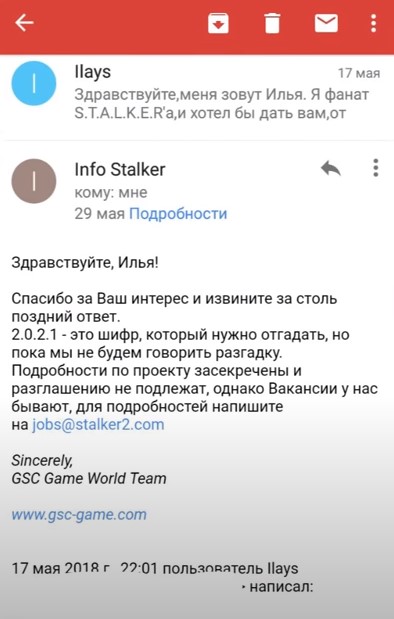 Ilays
17 мая
Здравствуйте,меня зовут Илья. Я фанат
S.T.A.L.K.E.R'а,и хотел бы дать вам,от
Info Stalker
кому: мне
29 мая Подробности
Здравствуйте, Илья!
Спасибо за Ваш интерес и извините за столь
поздний ответ.
2.0.2.1 - это шифр, который нужно отгадать, но
пока мы не будем говорить разгадку.
Подробности по проекту засекречены и
разглашению не подлежат, однако Вакансии у нас
бывают, для подробностей напишите
на jobs@stalker2.com
Sincerely,
GSC Game World Team
www.gsc-game.com
17 мая 2018 г. 22:01 пользователь Ilays
написал: